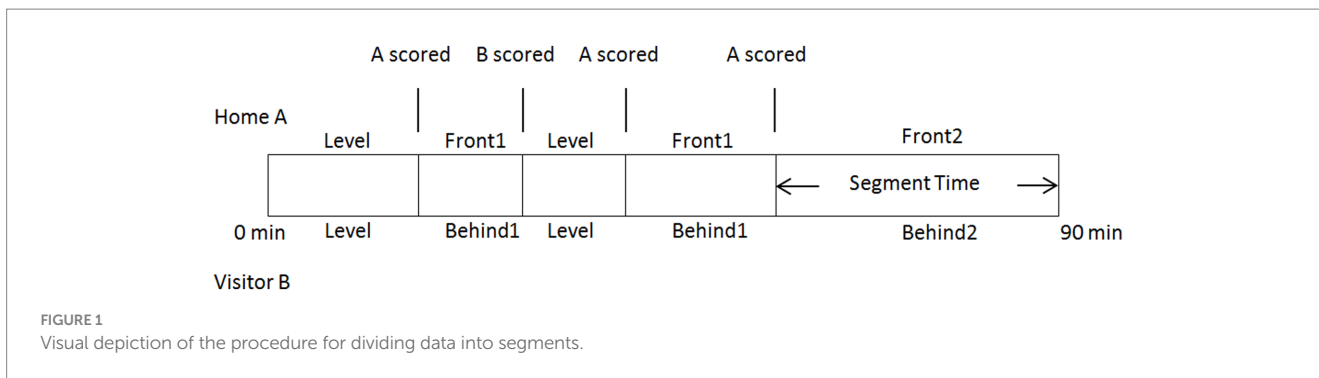 A scored B scored A scored A scored
Home A
Level Front1 Level Front1 Front2
Segment Time
0 min Level Behind1 Level Behind1 Behind2 90 min
Visitor B
FIGURE 1
Visual depiction of the procedure for dividing data into segments.